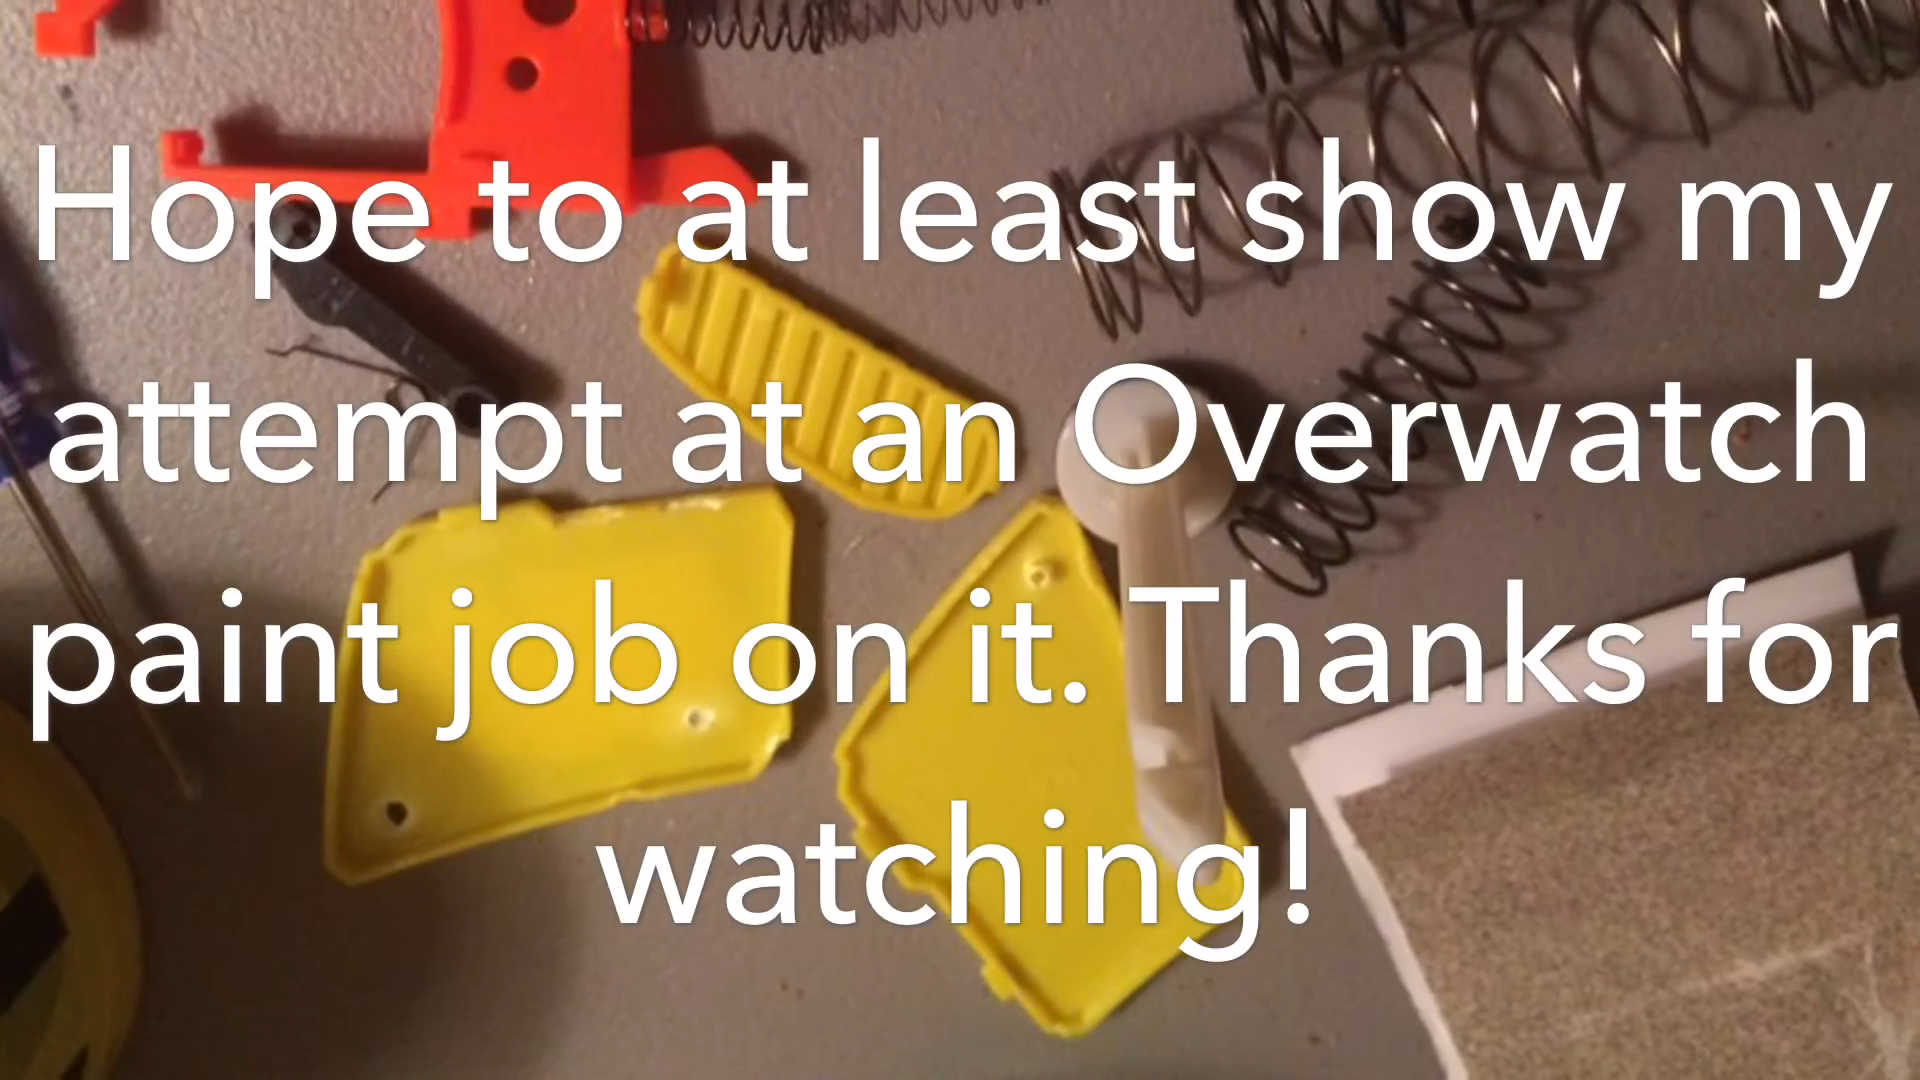 Hope to at least show my
attempt at an Overwatch
paint job on it. Thanks for
watching!